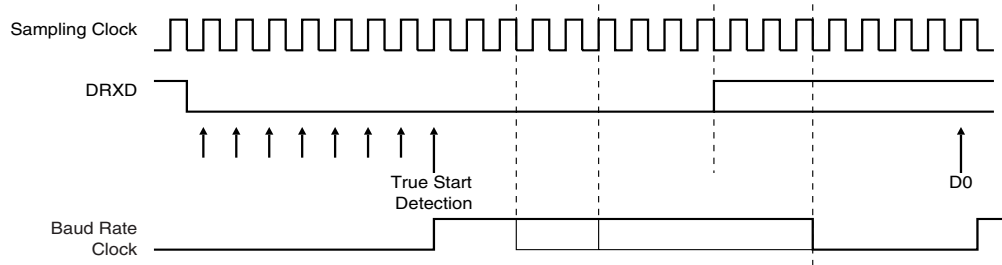 Sampling Clock
DRXD
True Start
Detection
D0
Baud Rate
Clock